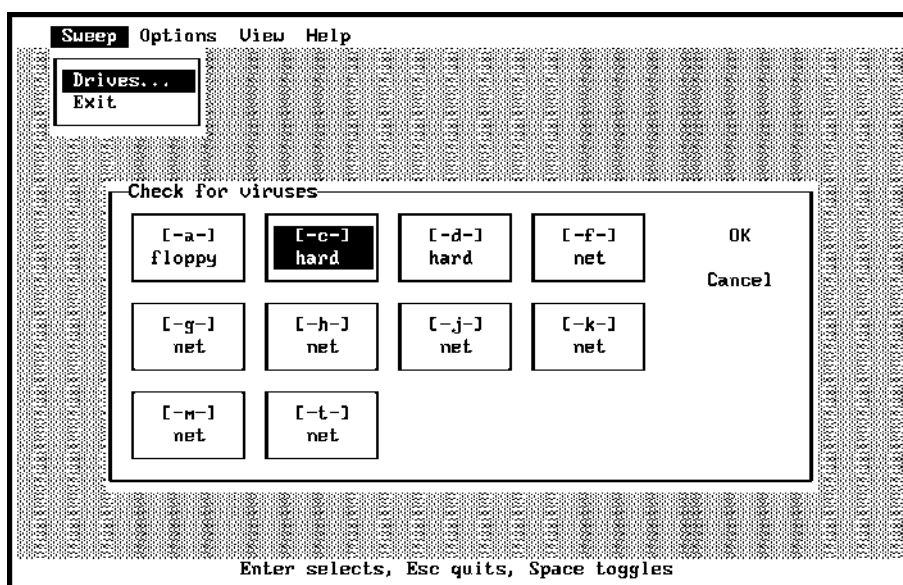 Sweep Options View Help
Drives...
Exit
Check for viruses
[-a-] [-c-] [-d-] [-f-] OK
floppy hard hard net
Cancel
[-g-] [-h-] [-j-] [-k-]
net net net net
[-m-] [-t-]
net net
Enter selects, Esc quits, Space toggles